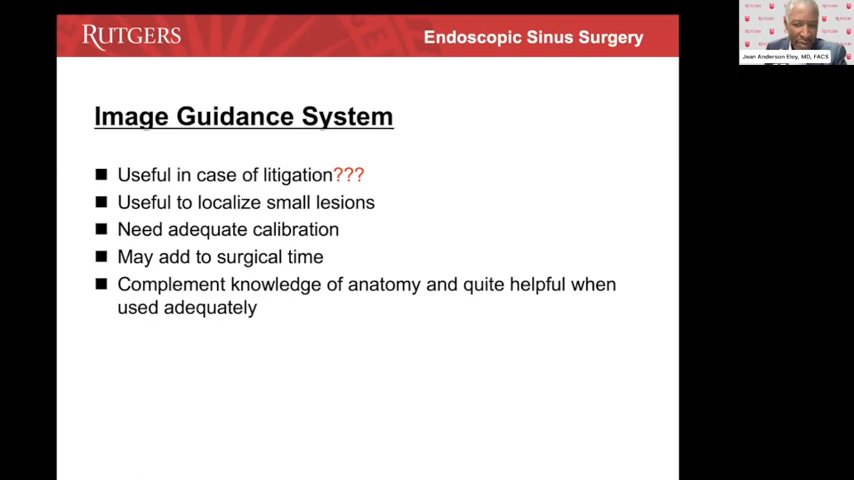 RUTGERS
Endoscopic Sinus Surgery
Jean Anderson Eloy, MD, FACS
Image Guidance System
Useful in case of litigation???
Useful to localize small lesions
Need adequate calibration
May add to surgical time
Complement knowledge of anatomy and quite helpful when
used adequately